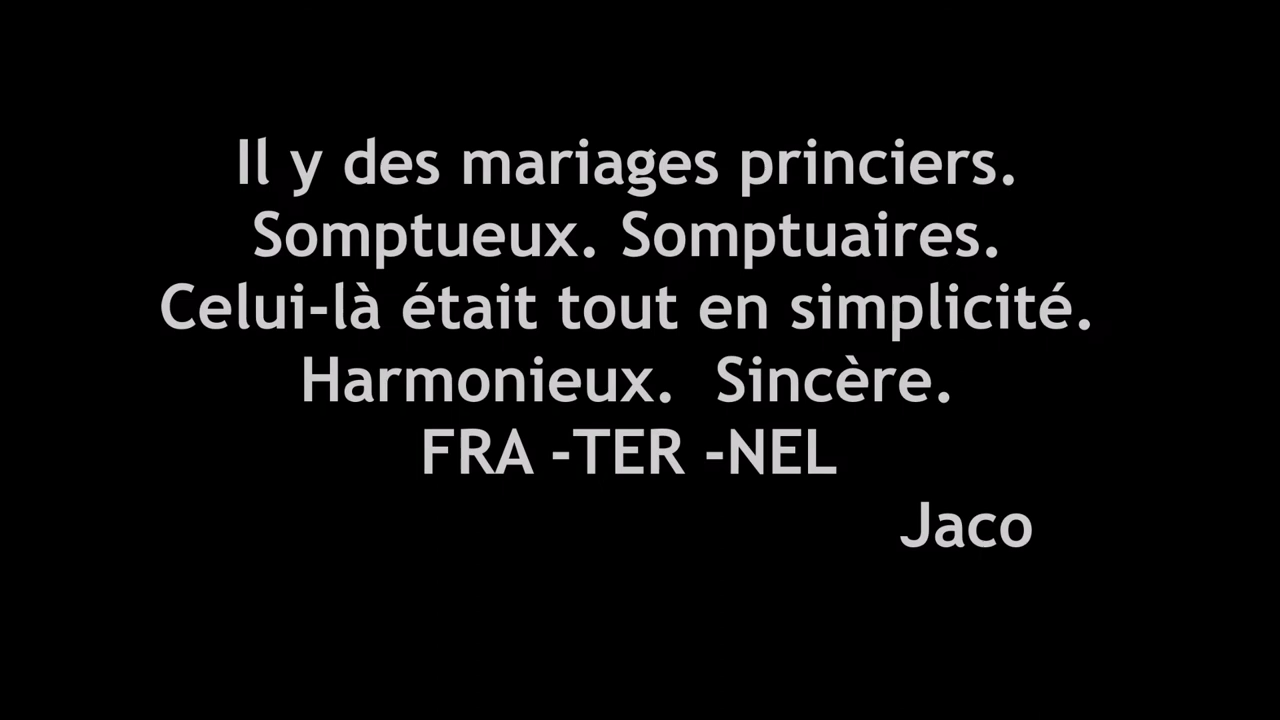 Il y des mariages princiers.
Somptueux. Somptuaires.
Celui-là était tout en simplicité.
Harmonieux.  Sincère.
FRA -TER -NEL
Jaco